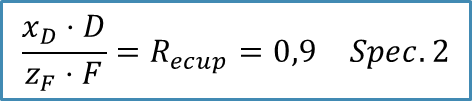 x_D · D / z_F · F = R_ecup = 0,9 Spec. 2